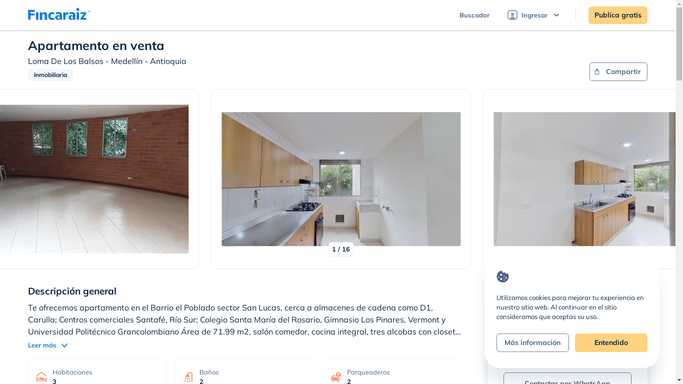 Fincaraiz
Buscador
Ingresar
Publica gratis
Apartamento en venta
Loma De Los Balsos - Medellín - Antioquia
Inmobiliaria
Compartir
1 / 16
Descripción general
Te ofrecemos apartamento en el Barrio el Poblado sector San Lucas, cerca a almacenes de cadena como D1,
Carulla; Centros comerciales Santafé, Río Sur; Colegio Santa María del Rosario, Gimnasio Los Pinares, Vermont y
Universidad Politécnico Grancolombiano Área de 71.99 m2, salón comedor, cocina integral, tres alcobas con closet...
Leer más
Habitaciones
3
Baños
2
Parqueaderos
2
Utilizamos cookies para mejorar tu experiencia en
nuestro sitio web. Al continuar en el sitio
consideramos que aceptas su uso.
Más información
Entendido
Contactar por WhatsApp